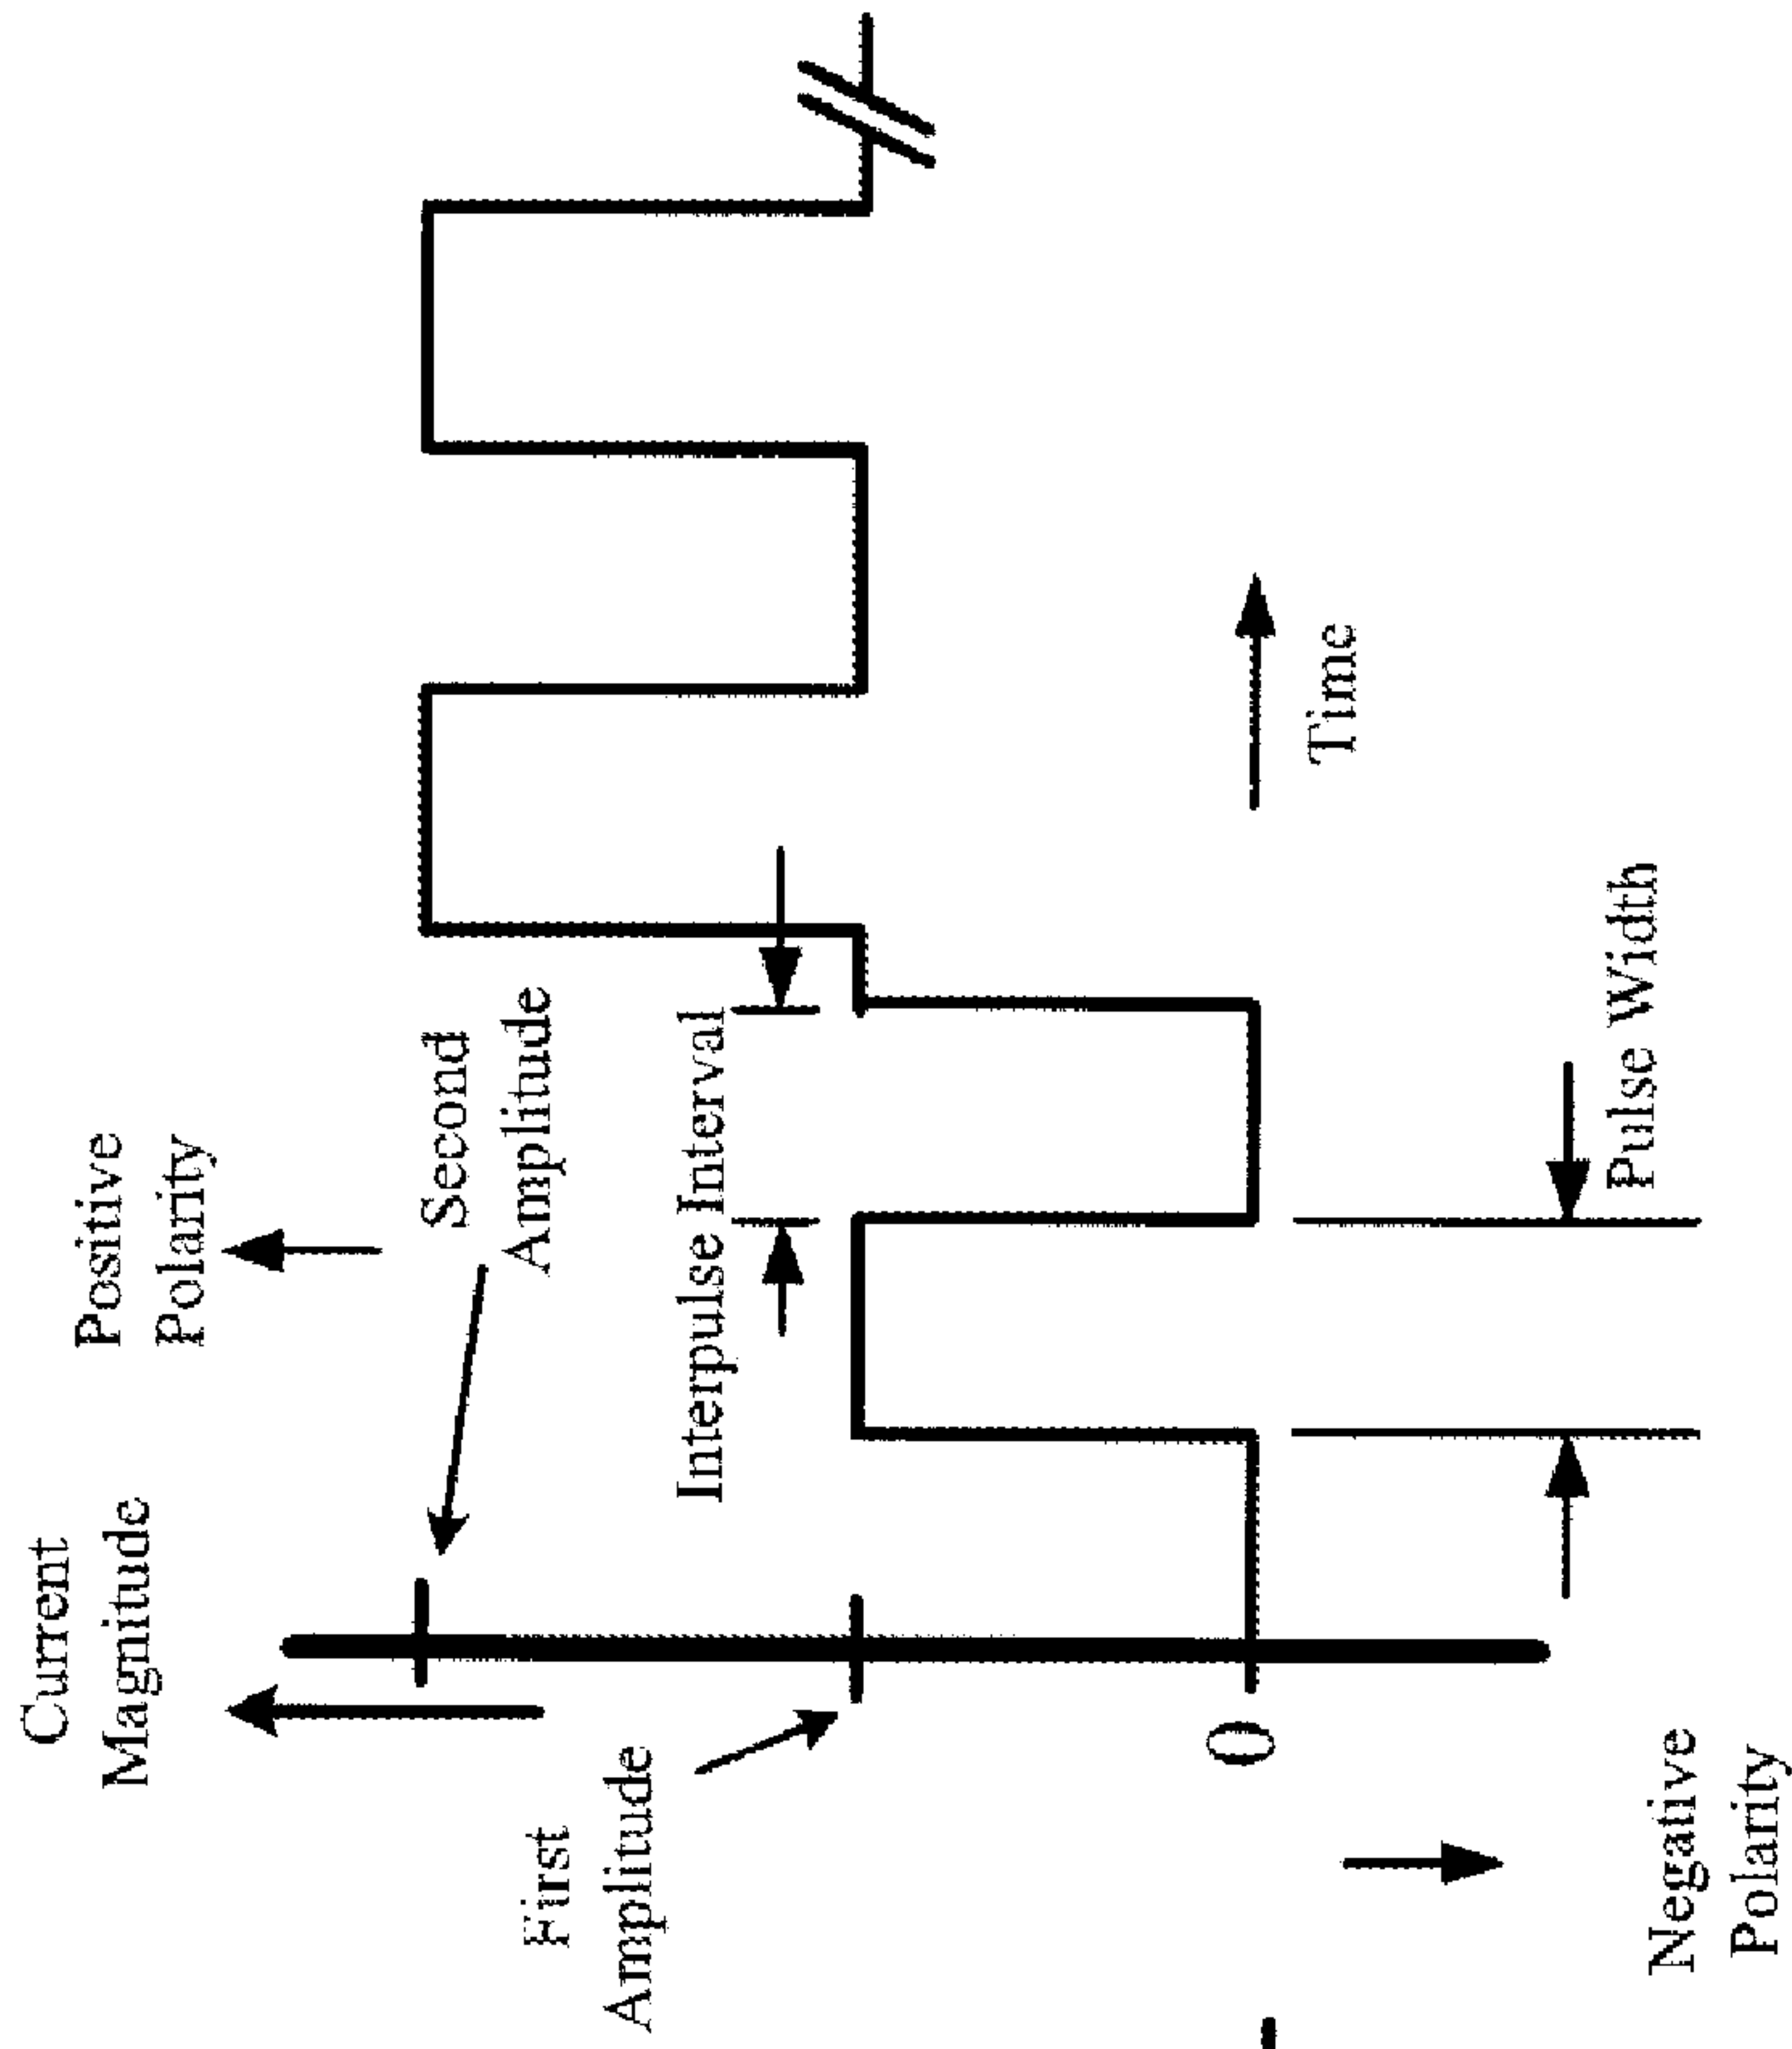 Current
Magnitude
Positive
Polarity
Second
Amplitude
First
Amplitude
Interpulse Interval
0
Time
Pulse Width
Negative
Polarity